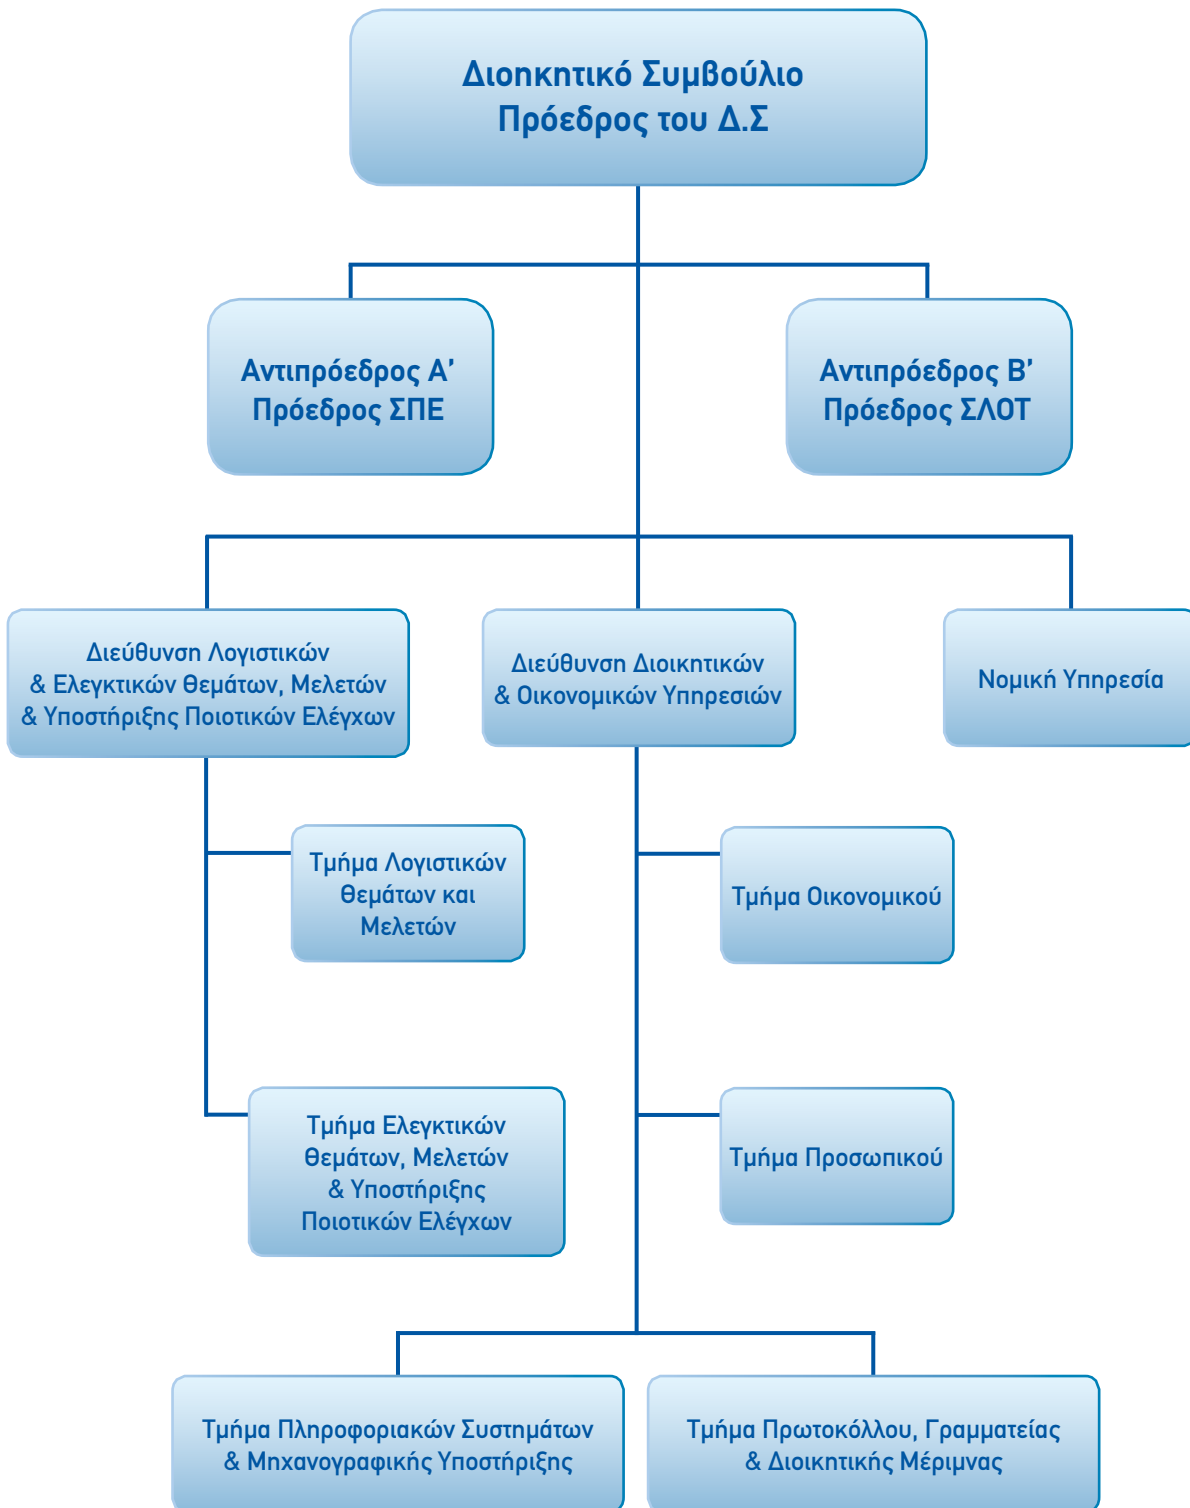 Διοηκητικό Συμβούλιο
Πρόεδρος του Δ.Σ
Αντιπρόεδρος Α’
Πρόεδρος ΣΠΕ
Αντιπρόεδρος Β’
Πρόεδρος ΣΛΟΤ
Διεύθυνση Λογιστικών
& Ελεγκτικών Θεμάτων, Μελετών
& Υποστήριξης Ποιοτικών Ελέγχων
Διεύθυνση Διοικητικών
& Οικονομικών Υπηρεσιών
Νομική Υπηρεσία
Τμήμα Λογιστικών
Θεμάτων και
Μελετών
Τμήμα Οικονομικού
Τμήμα Ελεγκτικών
Θεμάτων, Μελετών
& Υποστήριξης
Ποιοτικών Ελέγχων
Τμήμα Προσωπικού
Τμήμα Πληροφοριακών Συστημάτων
& Μηχανογραφικής Υποστήριξης
Τμήμα Πρωτοκόλλου, Γραμματείας
& Διοικητικής Μέριμνας